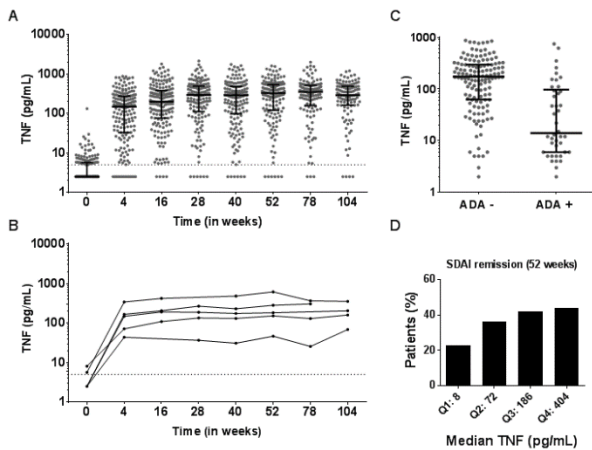 A
TNF
(pg/mL)
10000
1000
100
10
1
0 4 16 28 40 52 78 104
Time (in weeks)
B
TNF
(pg/mL)
10000
1000
100
10
1
0 4 16 28 40 52 78 104
Time (in weeks)
C
TNF
(pg/mL)
1000
100
10
1
ADA - ADA +
D
SDAI remission (52 weeks)
Patients (%)
60
40
20
0
Q1: 8 Q2: 72 Q3: 186 Q4: 404
Median TNF (pg/mL)